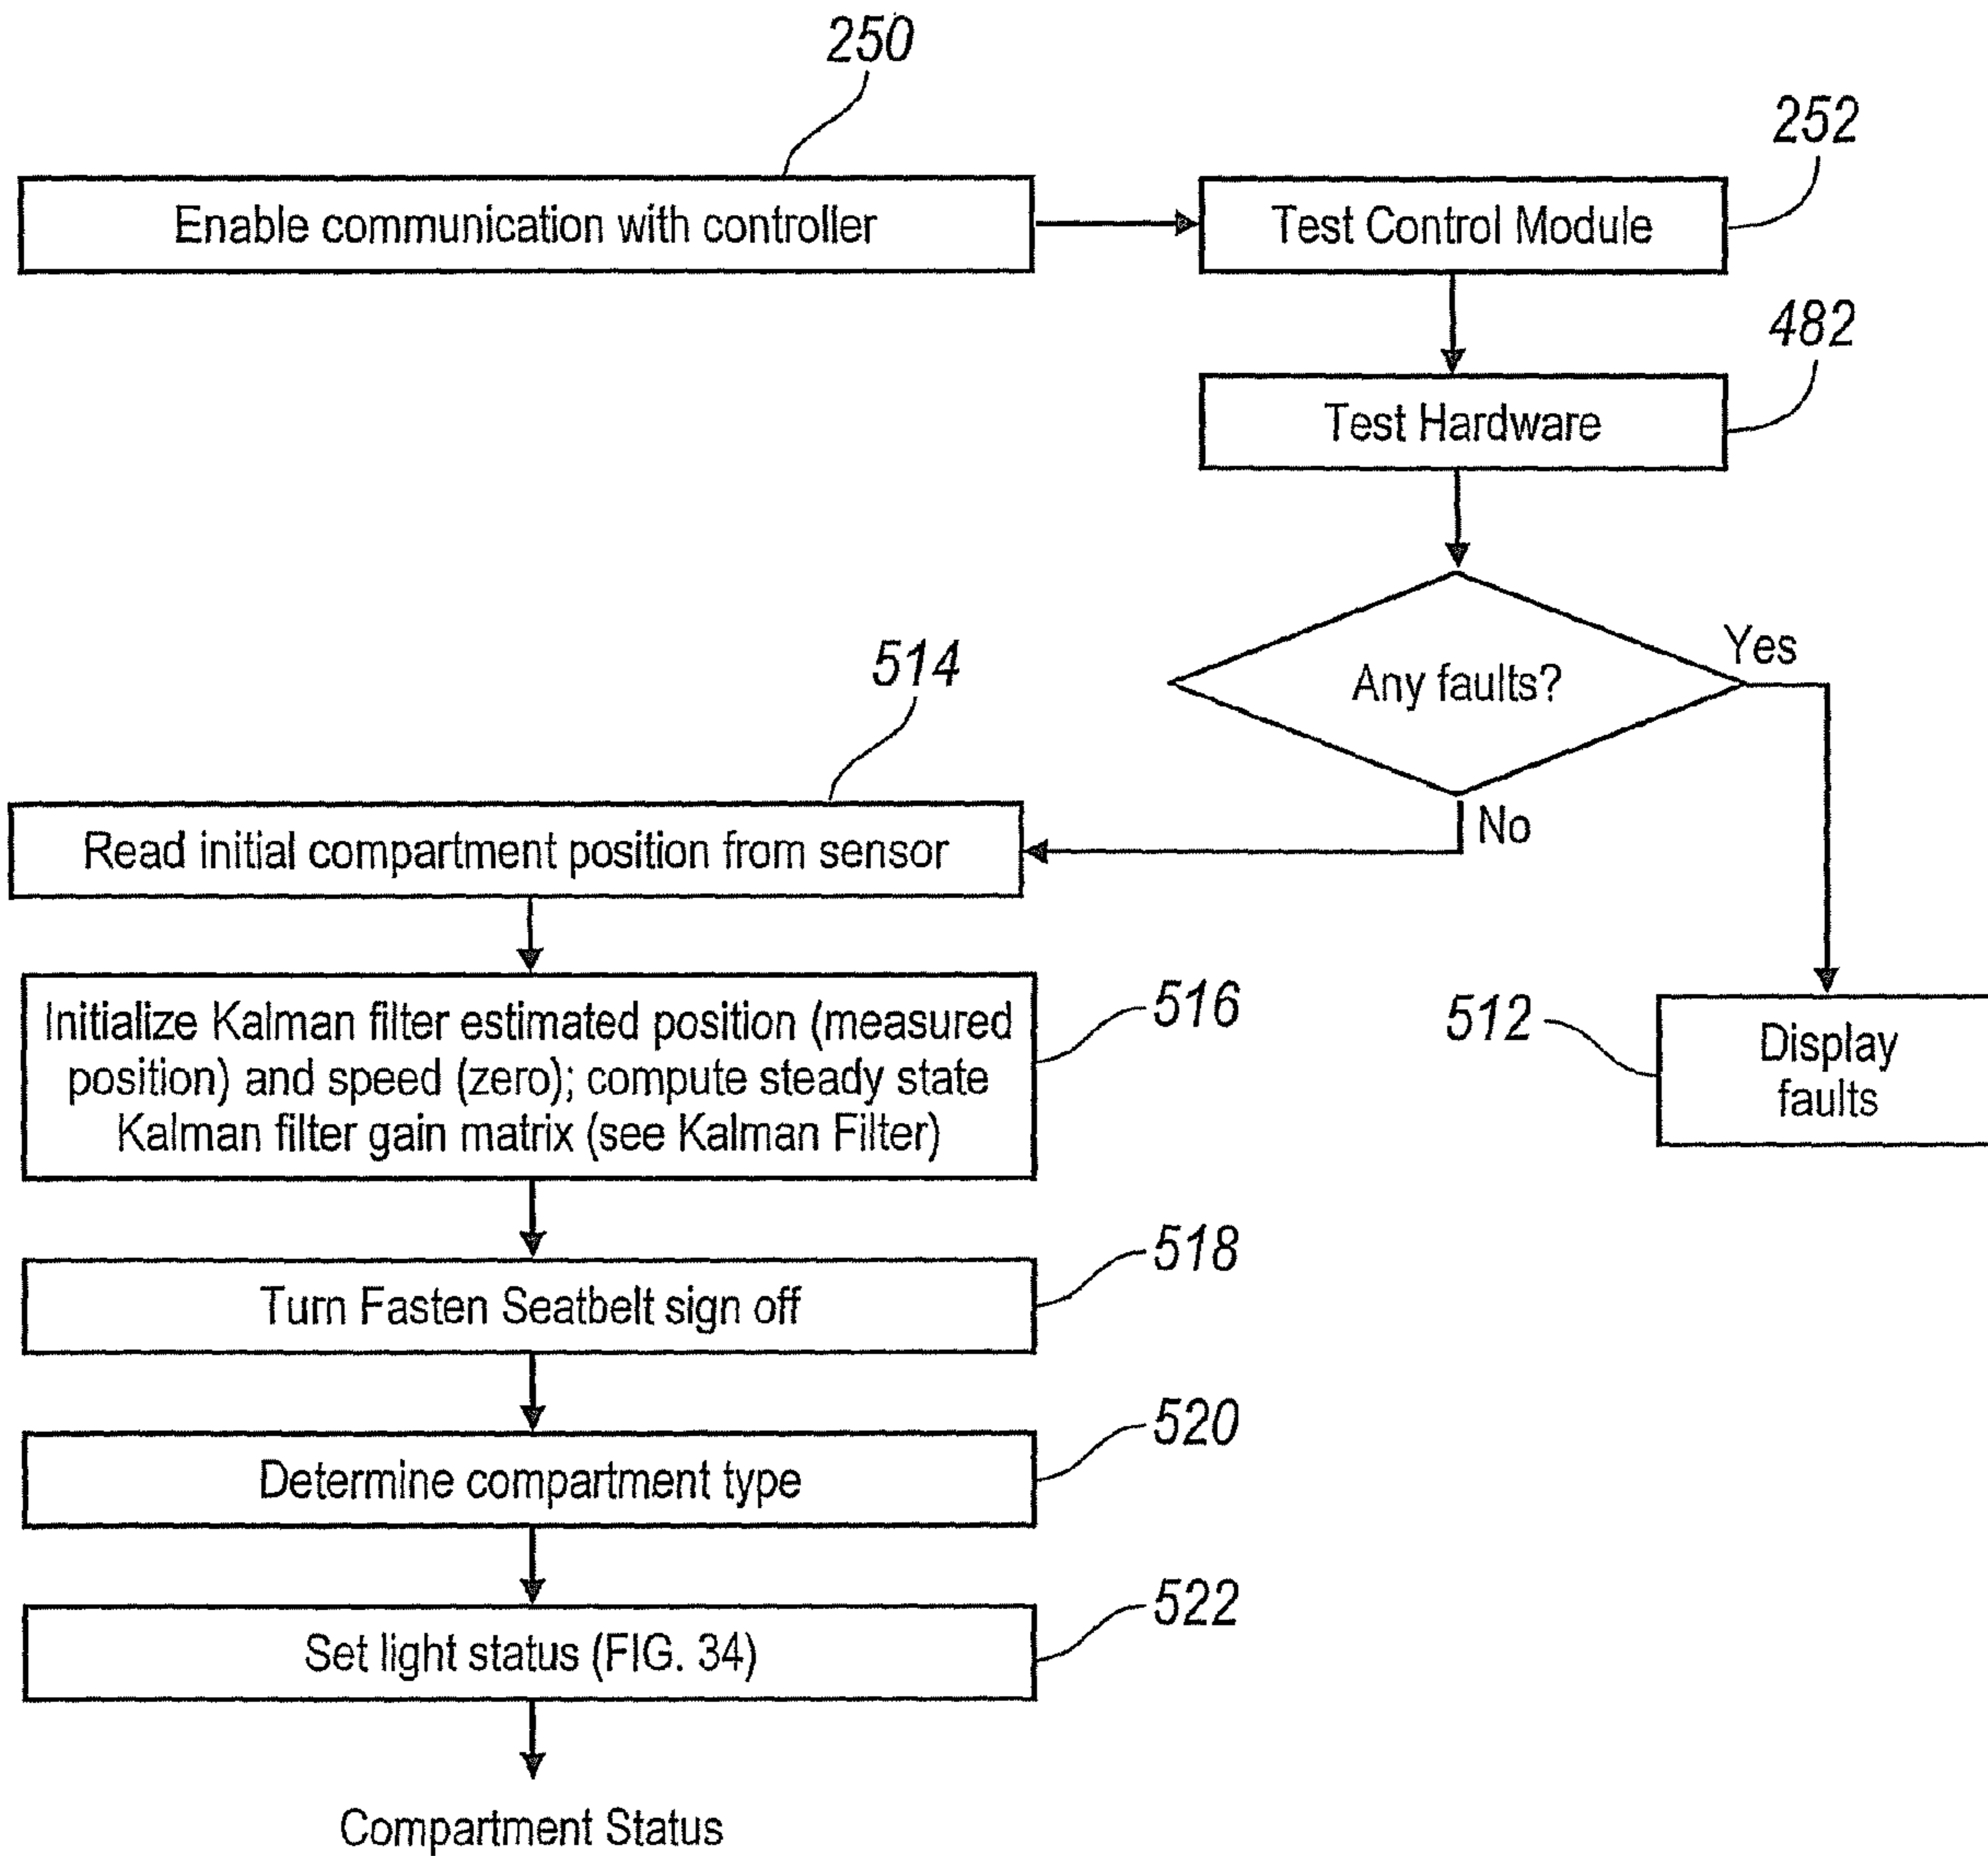 250
Enable communication with controller
252
Test Control Module
482
Test Hardware
Any faults?
Yes
No
514
Read initial compartment position from sensor
Initialize Kalman filter estimated position (measured
position) and speed (zero); compute steady state
Kalman filter gain matrix (see Kalman Filter)
516
512
Display
faults
Turn Fasten Seatbelt sign off
518
Determine compartment type
520
Set light status (FIG. 34)
522
Compartment Status